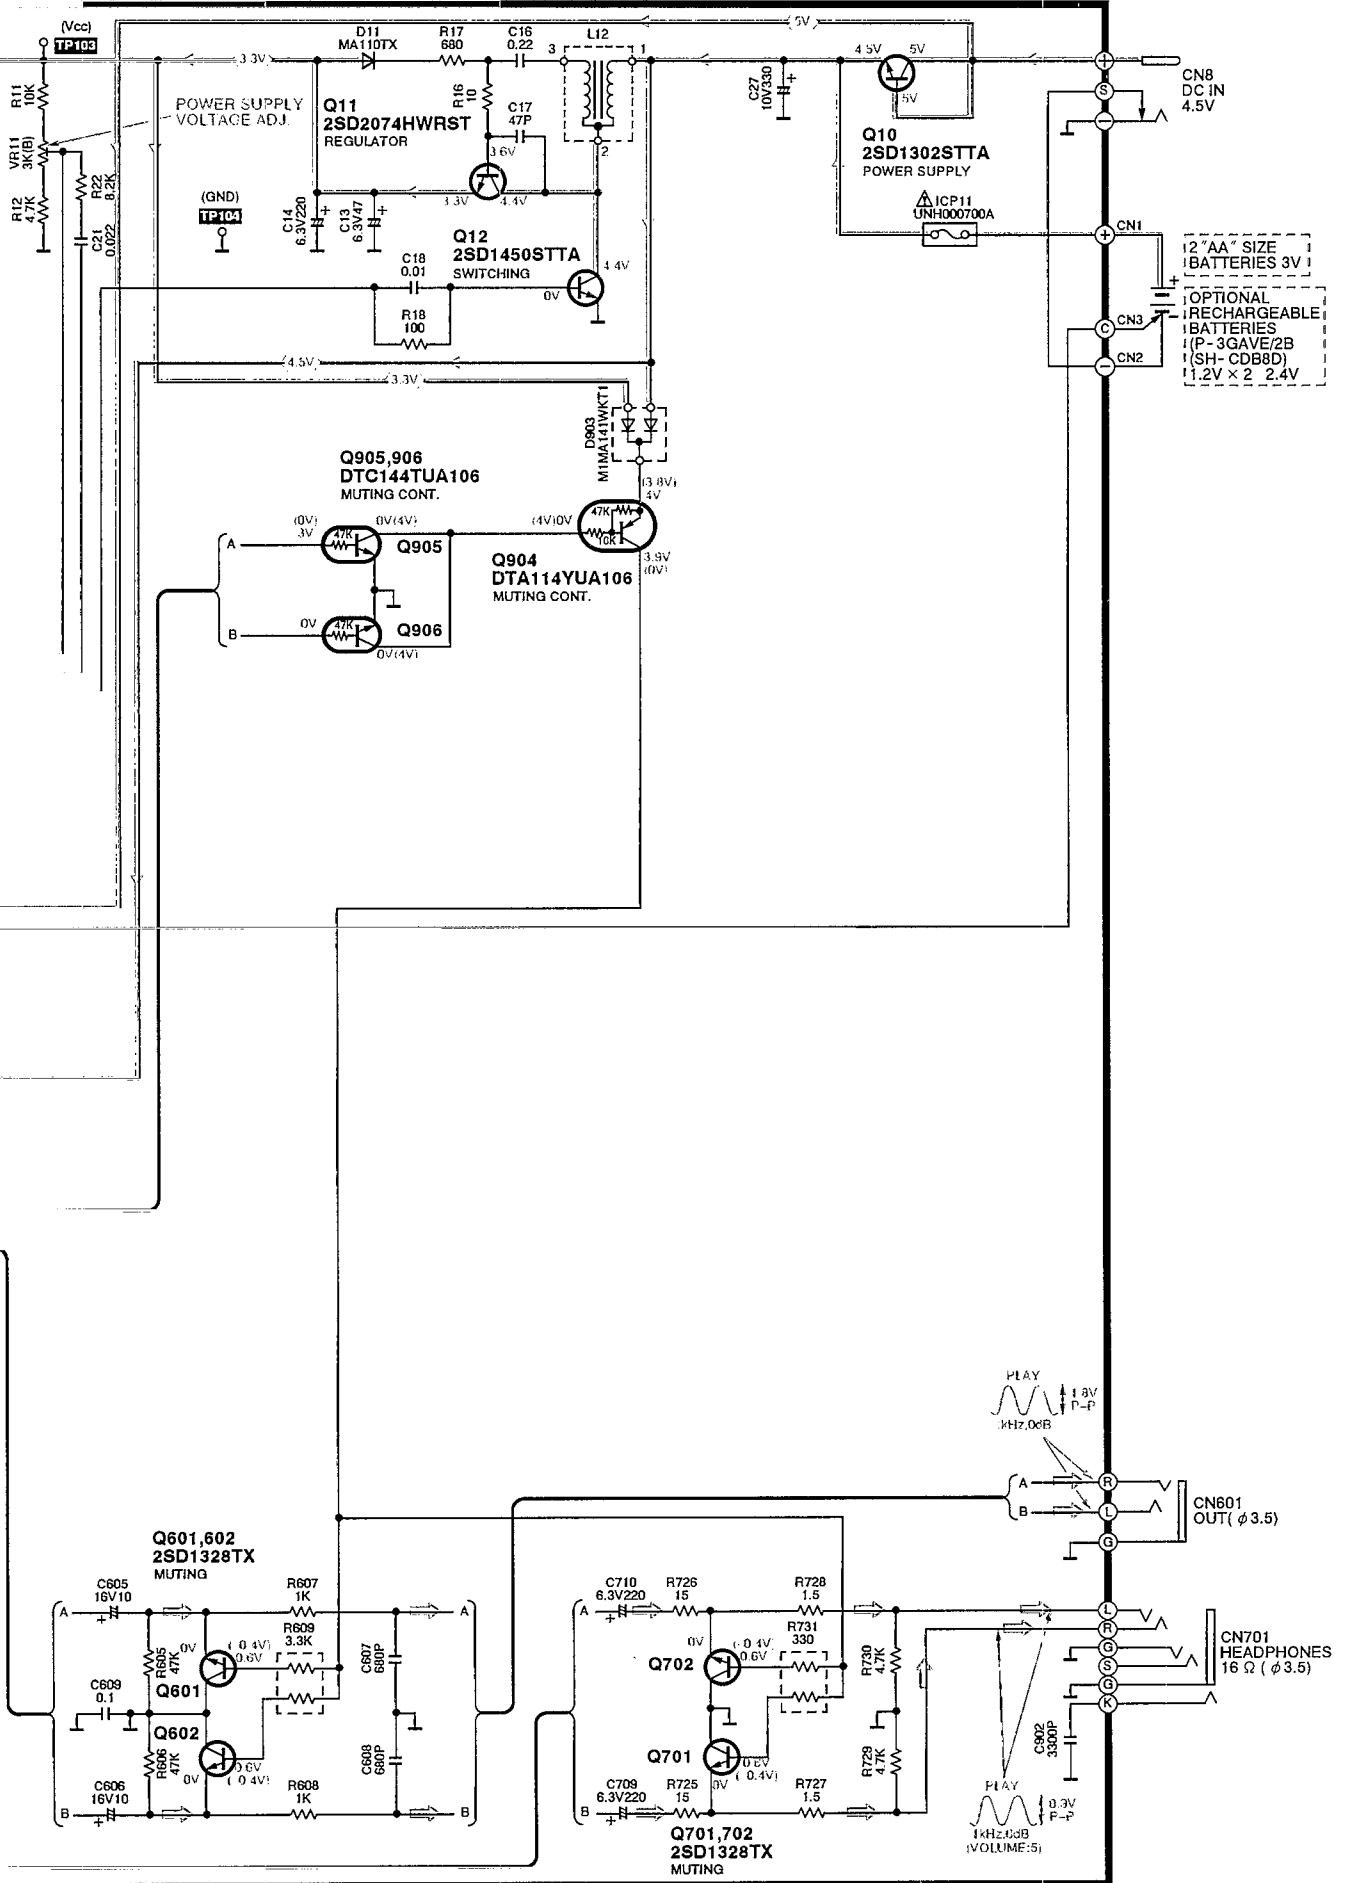 (Vcc)
TP103
R11
10K
VR11
3K(B)
R12
4.7K
R22
8.2K
C21
0.022
POWER SUPPLY
VOLTAGE ADJ.
(GND)
TP104
3.3V
5V
D11
MA110TX
R17
680
C16
0.22
L12
3
1
2
R16
10
C17
47P
Q11
2SD2074HWRST
REGULATOR
3.6V
3.3V
4.4V
C14
6.3V220
C13
6.3V47
Q12
2SD1450STTA
SWITCHING
C18
0.01
R18
100
0V
4.4V
C27
10V330
4.5V
5V
5V
Q10
2SD1302STTA
POWER SUPPLY
ICP11
UNH000700A
+
S
−
CN8
DC IN
4.5V
+
CN1
C
CN3
−
CN2
+
−
2 "AA" SIZE
BATTERIES 3V
OPTIONAL
RECHARGEABLE
BATTERIES
(P-3GAVE/2B
(SH-CDB8D)
1.2V × 2 2.4V
4.5V
3.3V
D903
M1MA141WKT1
(3.8V)
4V
47K
10K
(4V)0V
3.9V
(0V)
Q904
DTA114YUA106
MUTING CONT.
Q905,906
DTC144TUA106
MUTING CONT.
(0V)
3V
0V(4V)
47K
Q905
A
B
0V
47K
Q906
0V(4V)
PLAY
1.8V
P-P
1kHz,0dB
A
B
R
L
G
CN601
OUT( φ3.5)
Q601,602
2SD1328TX
MUTING
A
C605
16V10
R607
1K
R609
3.3K
A
R605
47K
0V
(-0.4V)
0.6V
Q601
C609
0.1
Q602
R606
47K
0V
0.6V
(-0.4V)
C607
680P
C608
680P
B
C606
16V10
R608
1K
B
A
C710
6.3V220
R726
15
R728
1.5
R731
330
0V
(-0.4V)
0.6V
Q702
Q701
0V
0.6V
(-0.4V)
R730
4.7K
R729
4.7K
B
C709
6.3V220
R725
15
R727
1.5
Q701,702
2SD1328TX
MUTING
L
R
G
S
G
K
CN701
HEADPHONES
16 Ω ( φ3.5)
C902
3300P
PLAY
0.9V
P-P
1kHz,0dB
(VOLUME:5)